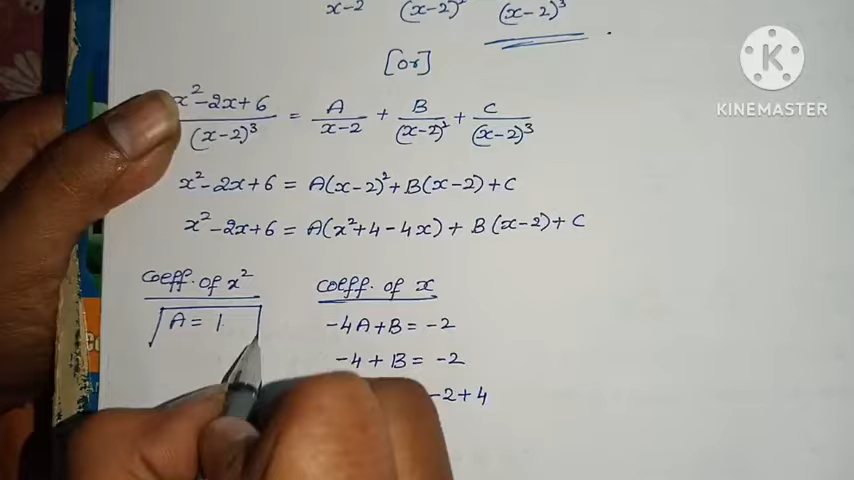 x-2 (x-2)² (x-2)³
[or]
x²-2x+6/(x-2)³ = A/(x-2) + B/(x-2)² + C/(x-2)³
x²-2x+6 = A(x-2)²+B(x-2)+C
x²-2x+6 = A(x²+4-4x)+B(x-2)+C
Coeff. of x²
A = 1
Coeff. of x
-4A+B = -2
-4+B = -2
-2+4
KINEMASTER